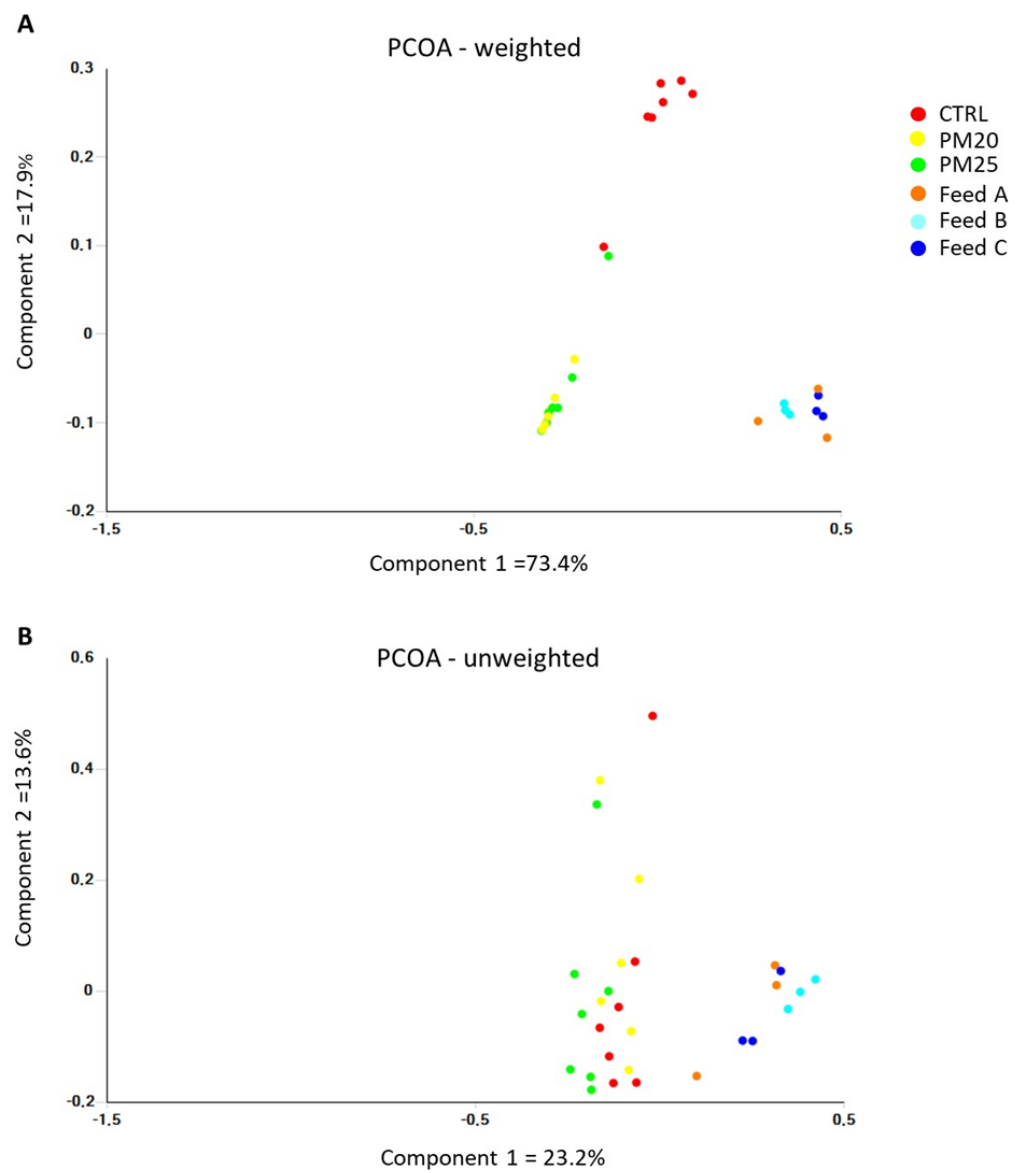 A
PCOA - weighted
0.3
0.2
0.1
0
-0.1
-0.2
-1.5
-0.5
0.5
Component 2 =17.9%
Component 1 =73.4%
CTRL
PM20
PM25
Feed A
Feed B
Feed C
B
PCOA - unweighted
0.6
0.4
0.2
0
-0.2
-1.5
-0.5
0.5
Component 2 =13.6%
Component 1 = 23.2%